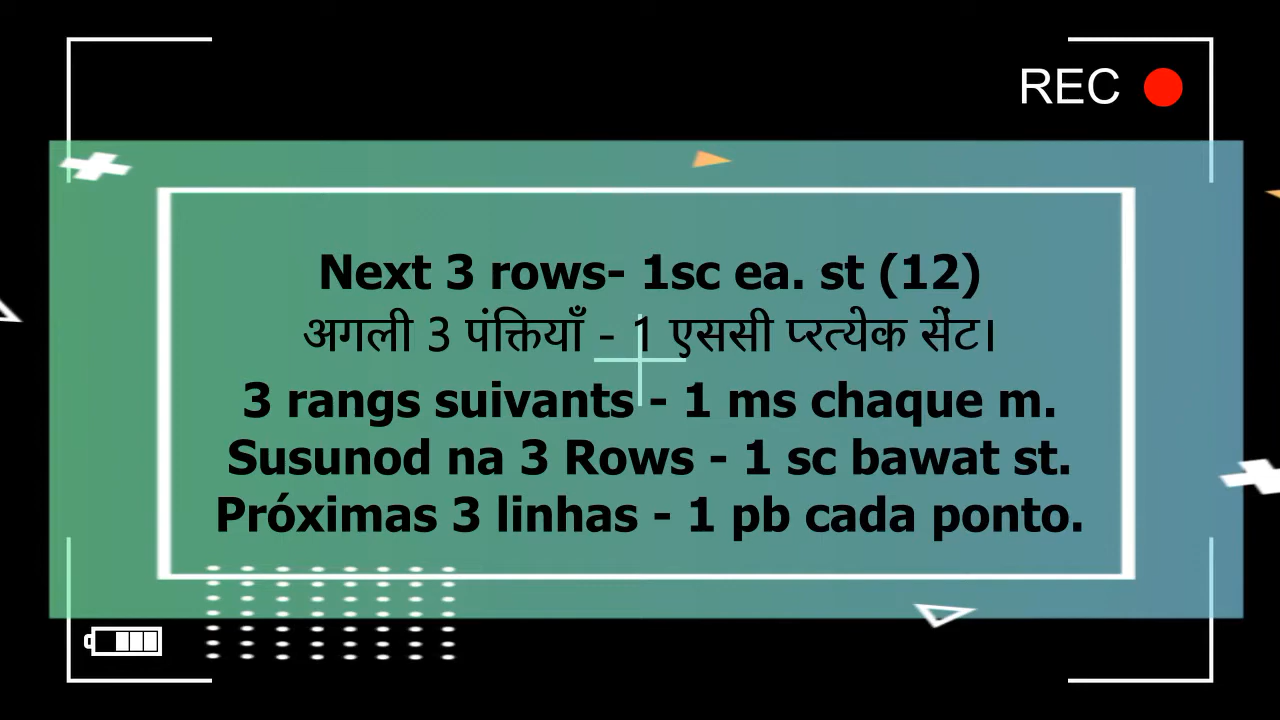 REC
Next 3 rows- 1sc ea. st (12)
अगली 3 पंक्तियाँ - 1 एससी प्रत्येक सेंट।
3 rangs suivants - 1 ms chaque m.
Susunod na 3 Rows - 1 sc bawat st.
Próximas 3 linhas - 1 pb cada ponto.